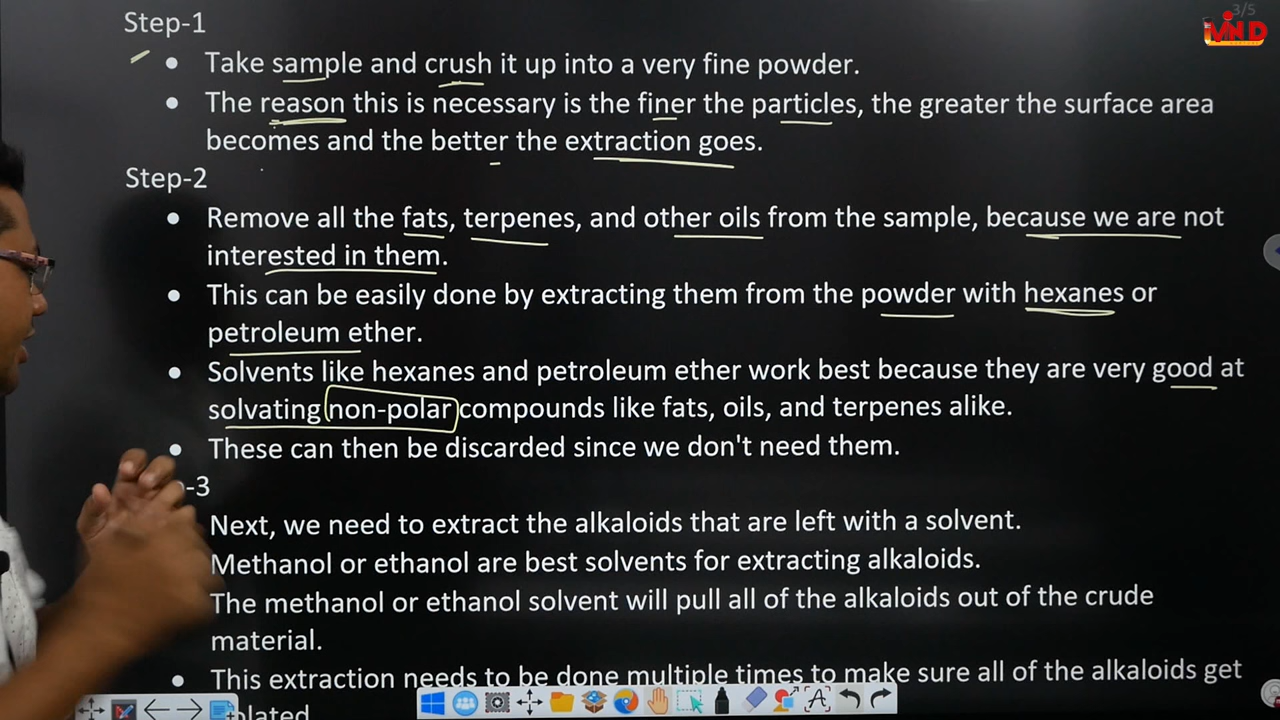 3/5
MIND
Step-1
• Take sample and crush it up into a very fine powder.
• The reason this is necessary is the finer the particles, the greater the surface area
becomes and the better the extraction goes.
Step-2
• Remove all the fats, terpenes, and other oils from the sample, because we are not
interested in them.
• This can be easily done by extracting them from the powder with hexanes or
petroleum ether.
• Solvents like hexanes and petroleum ether work best because they are very good at
solvating non-polar compounds like fats, oils, and terpenes alike.
• These can then be discarded since we don't need them.
-3
Next, we need to extract the alkaloids that are left with a solvent.
Methanol or ethanol are best solvents for extracting alkaloids.
The methanol or ethanol solvent will pull all of the alkaloids out of the crude
material.
• This extraction needs to be done multiple times to make sure all of the alkaloids get
olated